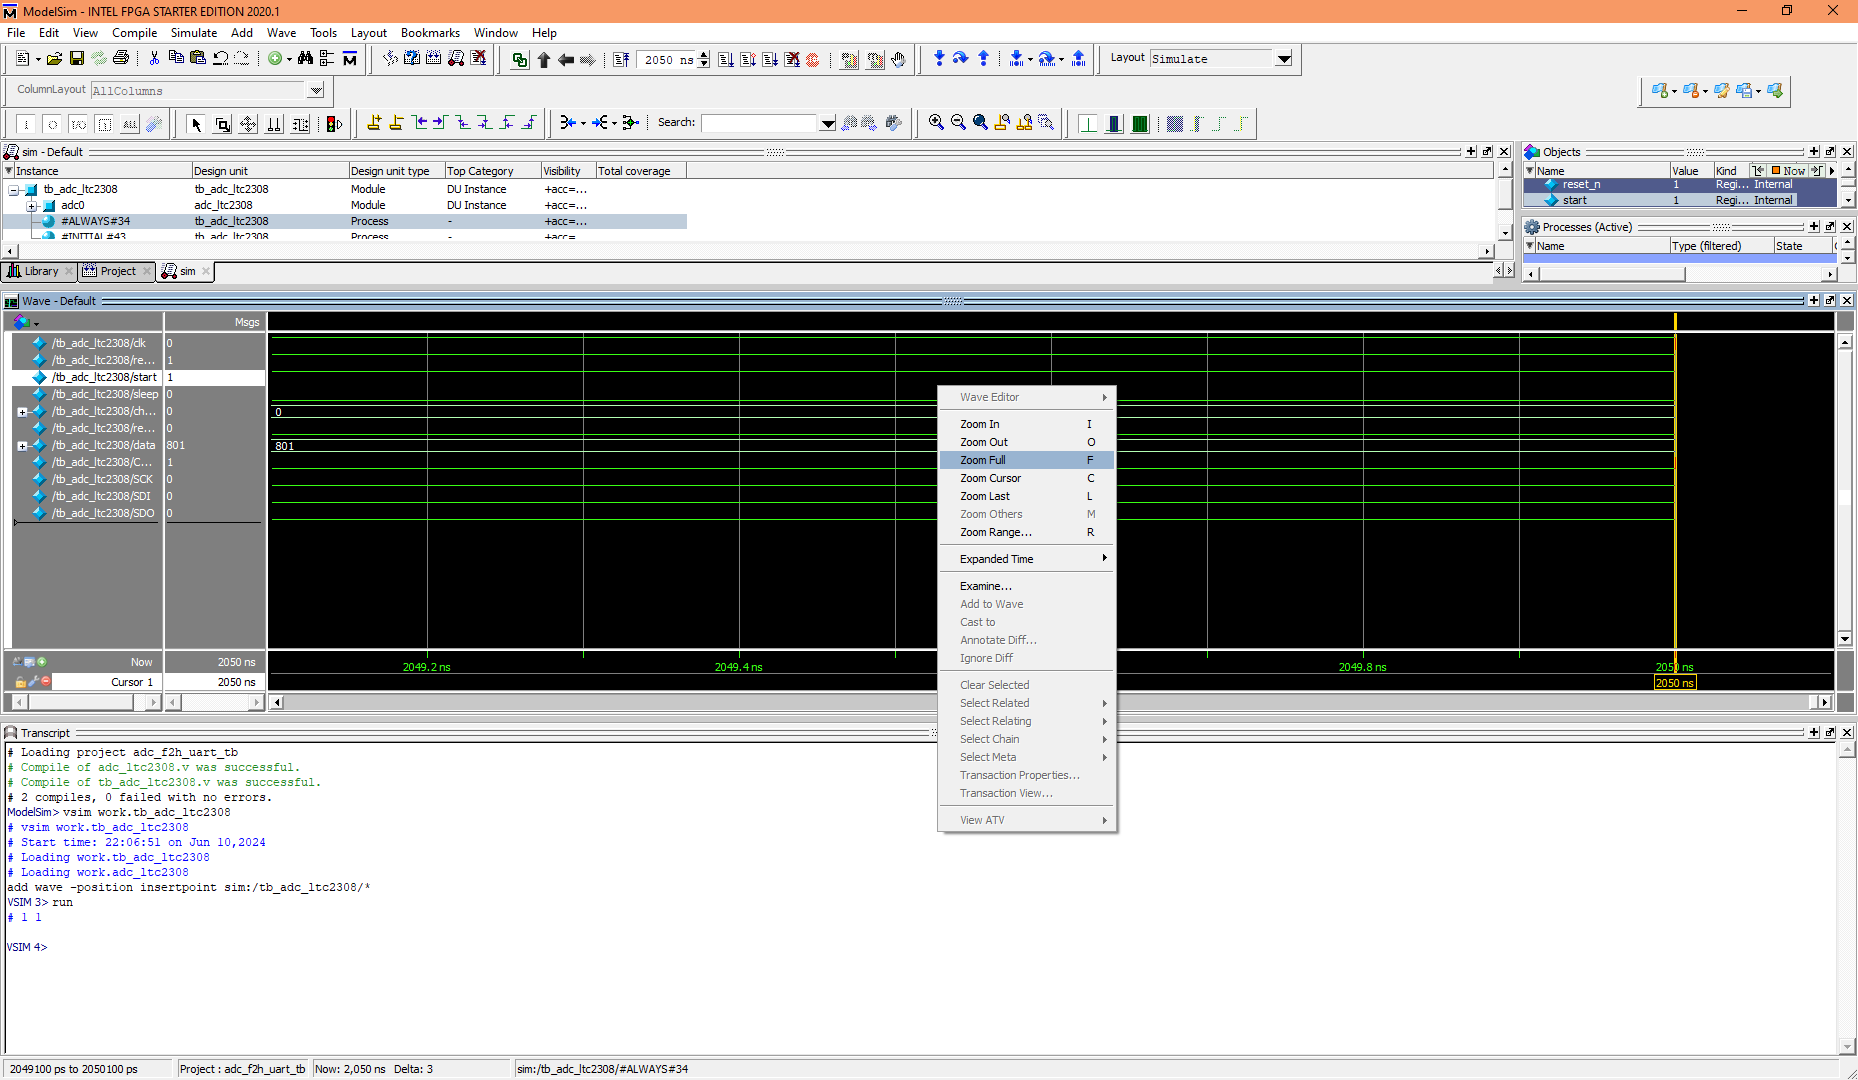 ModelSim - INTEL FPGA STARTER EDITION 2020.1
File Edit View Compile Simulate Add Wave Tools Layout Bookmarks Window Help
2050 ns
Layout Simulate
ColumnLayout AllColumns
Search:
sim - Default
Instance Design unit Design unit type Top Category Visibility Total coverage
tb_adc_ltc2308 tb_adc_ltc2308 Module DU Instance +acc=...
adc0 adc_ltc2308 Module DU Instance +acc=...
#ALWAYS#34 tb_adc_ltc2308 Process - +acc=...
#INITIAL#43 tb_adc_ltc2308 Process - +acc=
Library Project sim
Objects
Name Value Kind Now
reset_n 1 Regi... Internal
start 1 Regi... Internal
Processes (Active)
Name Type (filtered) State
Wave - Default
Msgs
/tb_adc_ltc2308/clk 0
/tb_adc_ltc2308/re... 1
/tb_adc_ltc2308/start 1
/tb_adc_ltc2308/sleep 0
/tb_adc_ltc2308/ch... 0 0
/tb_adc_ltc2308/re... 0
/tb_adc_ltc2308/data 801 801
/tb_adc_ltc2308/C... 1
/tb_adc_ltc2308/SCK 0
/tb_adc_ltc2308/SDI 0
/tb_adc_ltc2308/SDO 0
Now 2050 ns 2049.2 ns 2049.4 ns 2049.8 ns 2050 ns
Cursor 1 2050 ns 2050 ns
Wave Editor
Zoom In I
Zoom Out O
Zoom Full F
Zoom Cursor C
Zoom Last L
Zoom Others M
Zoom Range... R
Expanded Time
Examine...
Add to Wave
Cast to
Annotate Diff...
Ignore Diff
Clear Selected
Select Related
Select Relating
Select Chain
Select Meta
Transaction Properties...
Transaction View...
View ATV
Transcript
# Loading project adc_f2h_uart_tb
# Compile of adc_ltc2308.v was successful.
# Compile of tb_adc_ltc2308.v was successful.
# 2 compiles, 0 failed with no errors.
ModelSim> vsim work.tb_adc_ltc2308
# vsim work.tb_adc_ltc2308
# Start time: 22:06:51 on Jun 10,2024
# Loading work.tb_adc_ltc2308
# Loading work.adc_ltc2308
add wave -position insertpoint sim:/tb_adc_ltc2308/*
VSIM 3> run
# 1 1
VSIM 4>
2049100 ps to 2050100 ps Project : adc_f2h_uart_tb Now: 2,050 ns Delta: 3 sim:/tb_adc_ltc2308/#ALWAYS#34